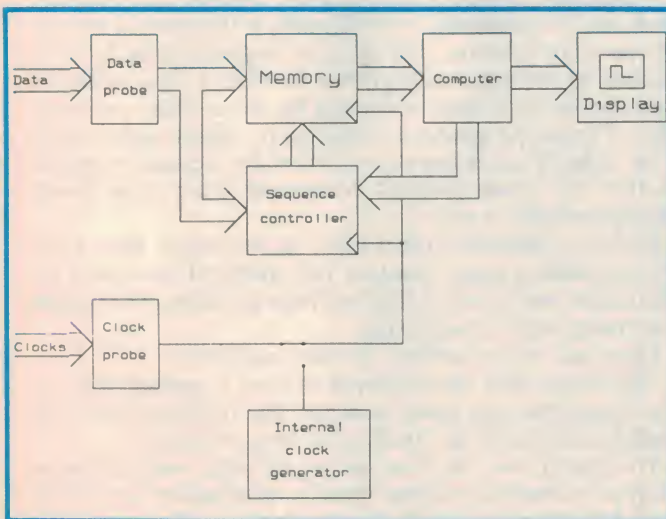 Data
Data
probe
Memory
Computer
Display
Sequence
controller
Clocks
Clock
probe
Internal
clock
generator